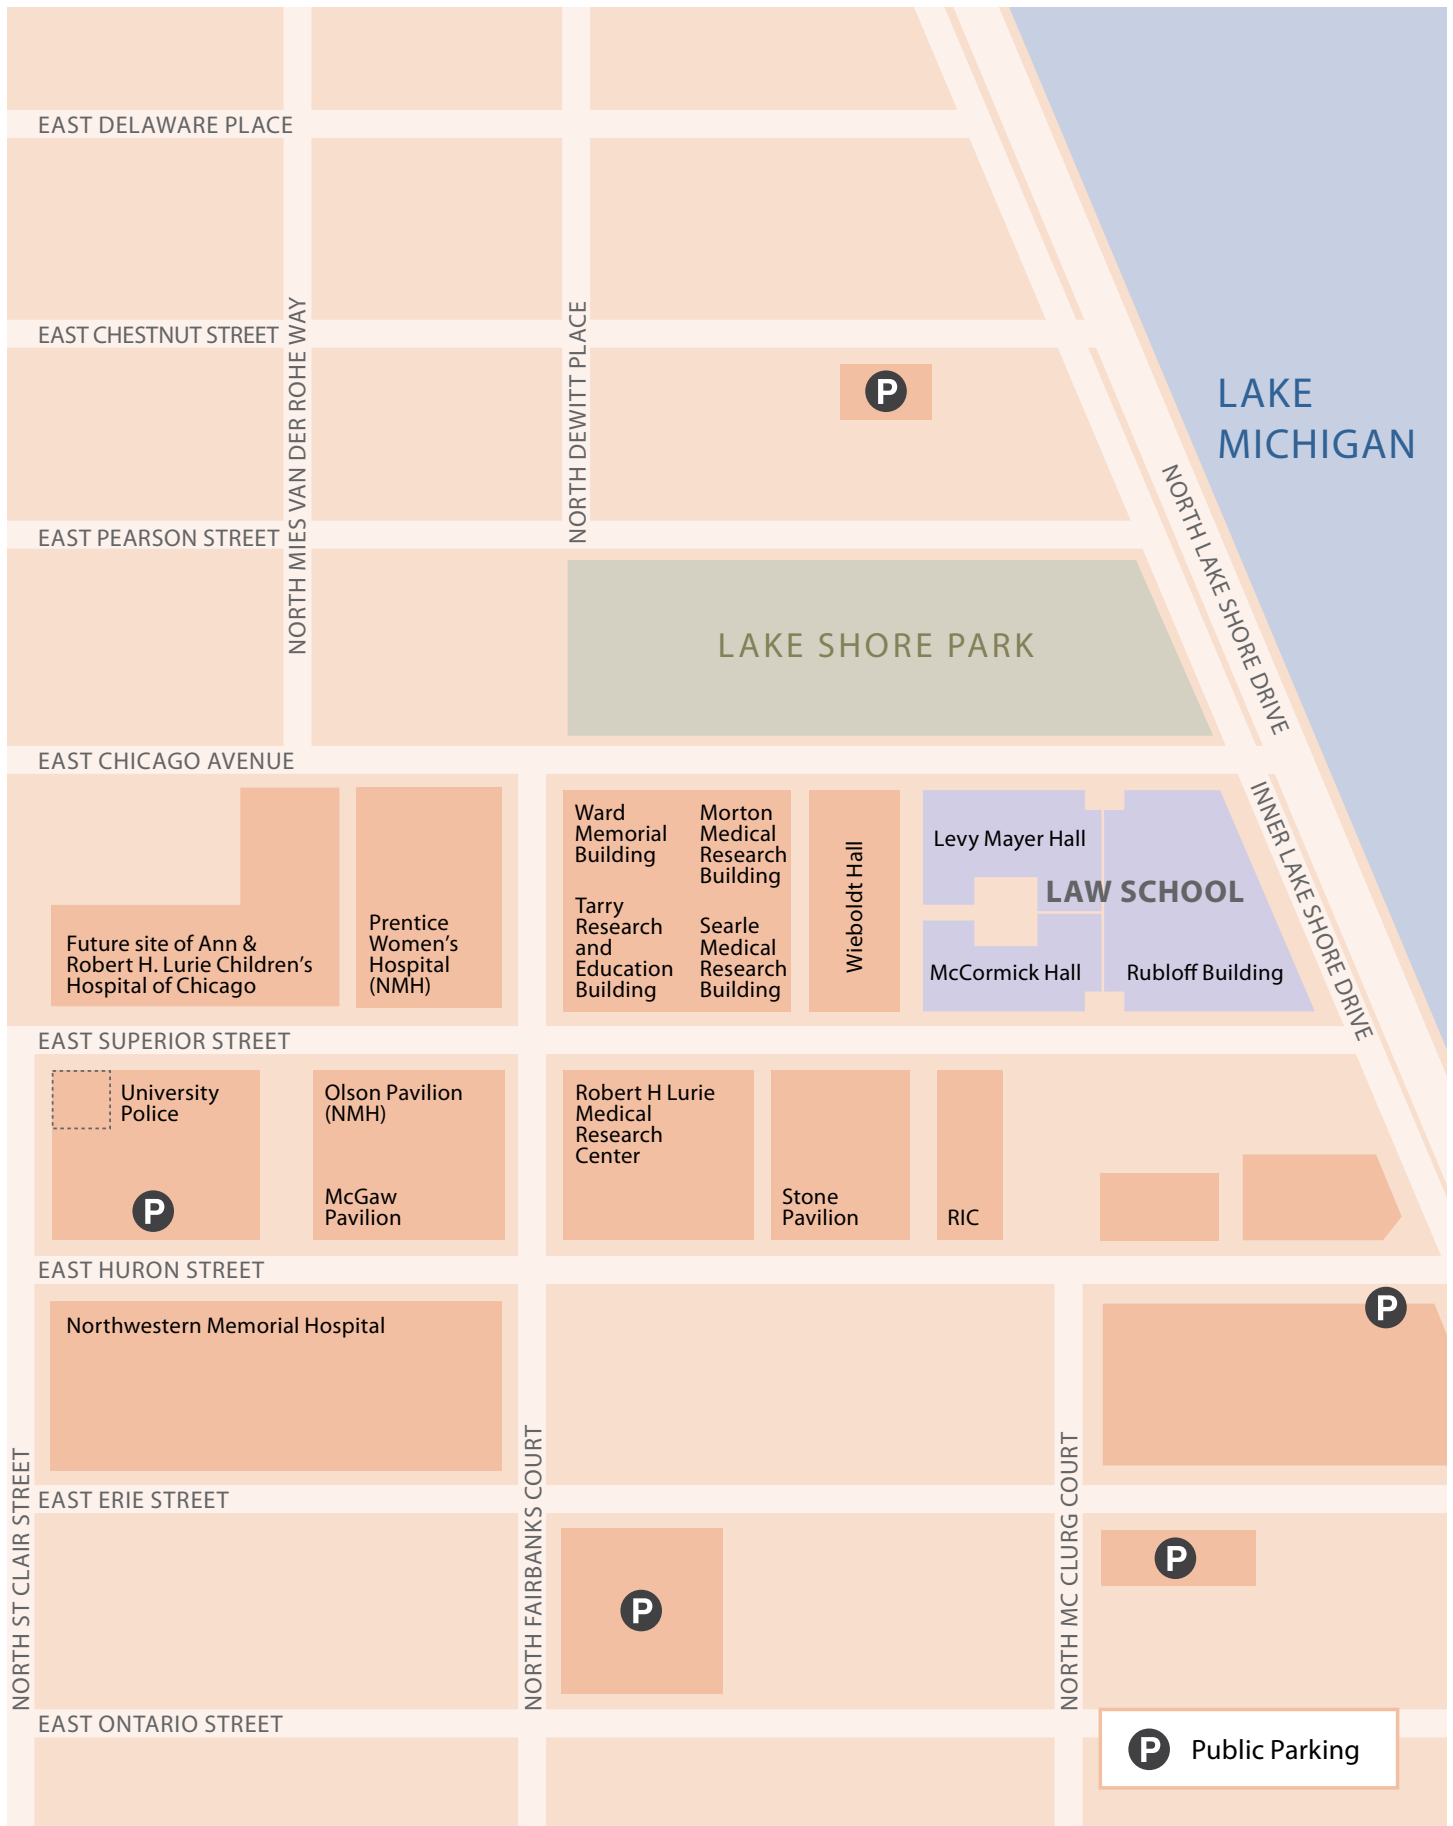 EAST DELAWARE PLACE
EAST CHESTNUT STREET
NORTH MIES VAN DER ROHE WAY
NORTH DEWITT PLACE
P
LAKE
MICHIGAN
NORTH LAKE SHORE DRIVE
EAST PEARSON STREET
LAKE SHORE PARK
EAST CHICAGO AVENUE
INNER LAKE SHORE DRIVE
Future site of Ann &
Robert H. Lurie Children's
Hospital of Chicago
Prentice
Women's
Hospital
(NMH)
Ward
Memorial
Building
Morton
Medical
Research
Building
Tarry
Research
and
Education
Building
Searle
Medical
Research
Building
Wieboldt Hall
Levy Mayer Hall
LAW SCHOOL
McCormick Hall
Rubloff Building
EAST SUPERIOR STREET
University
Police
P
Olson Pavilion
(NMH)
McGaw
Pavilion
Robert H Lurie
Medical
Research
Center
Stone
Pavilion
RIC
EAST HURON STREET
Northwestern Memorial Hospital
P
NORTH ST CLAIR STREET
EAST ERIE STREET
NORTH FAIRBANKS COURT
NORTH MC CLURG COURT
P
P
EAST ONTARIO STREET
P Public Parking